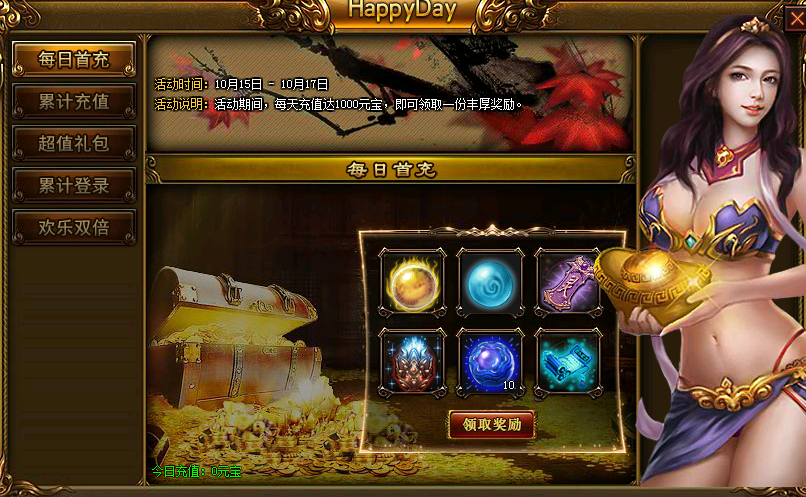 HappyDay
每日首充
累计充值
超值礼包
累计登录
欢乐双倍
活动时间：10月15日 - 10月17日
活动说明：活动期间，每天充值达1000元宝，即可领取一份丰厚奖励。
每日首充
10
领取奖励
今日充值：0元宝